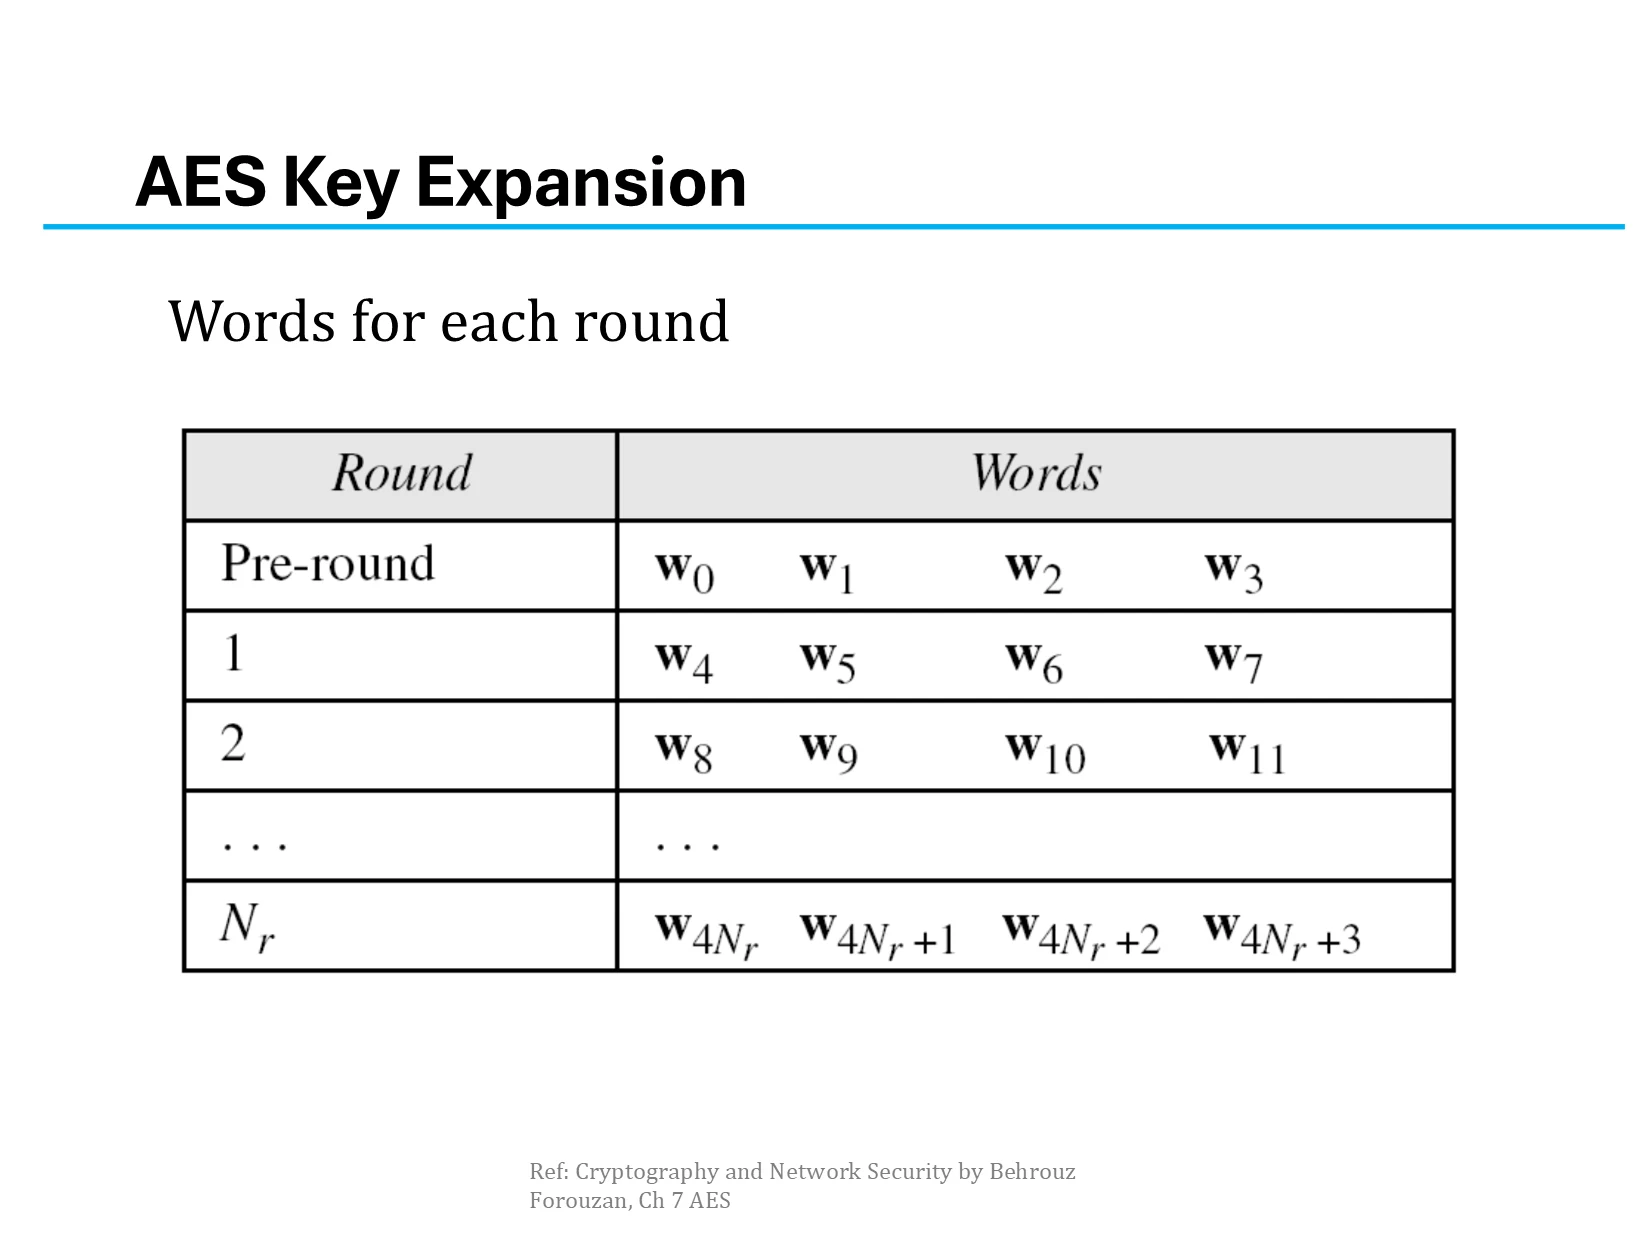 AES Key Expansion
Words for each round
Round Words
Pre-round w0 w1 w2 w3
1 w4 w5 w6 w7
2 w8 w9 w10 w11
. . . . . .
Nr w4Nr w4Nr +1 w4Nr +2 w4Nr +3
Ref: Cryptography and Network Security by Behrouz
Forouzan, Ch 7 AES